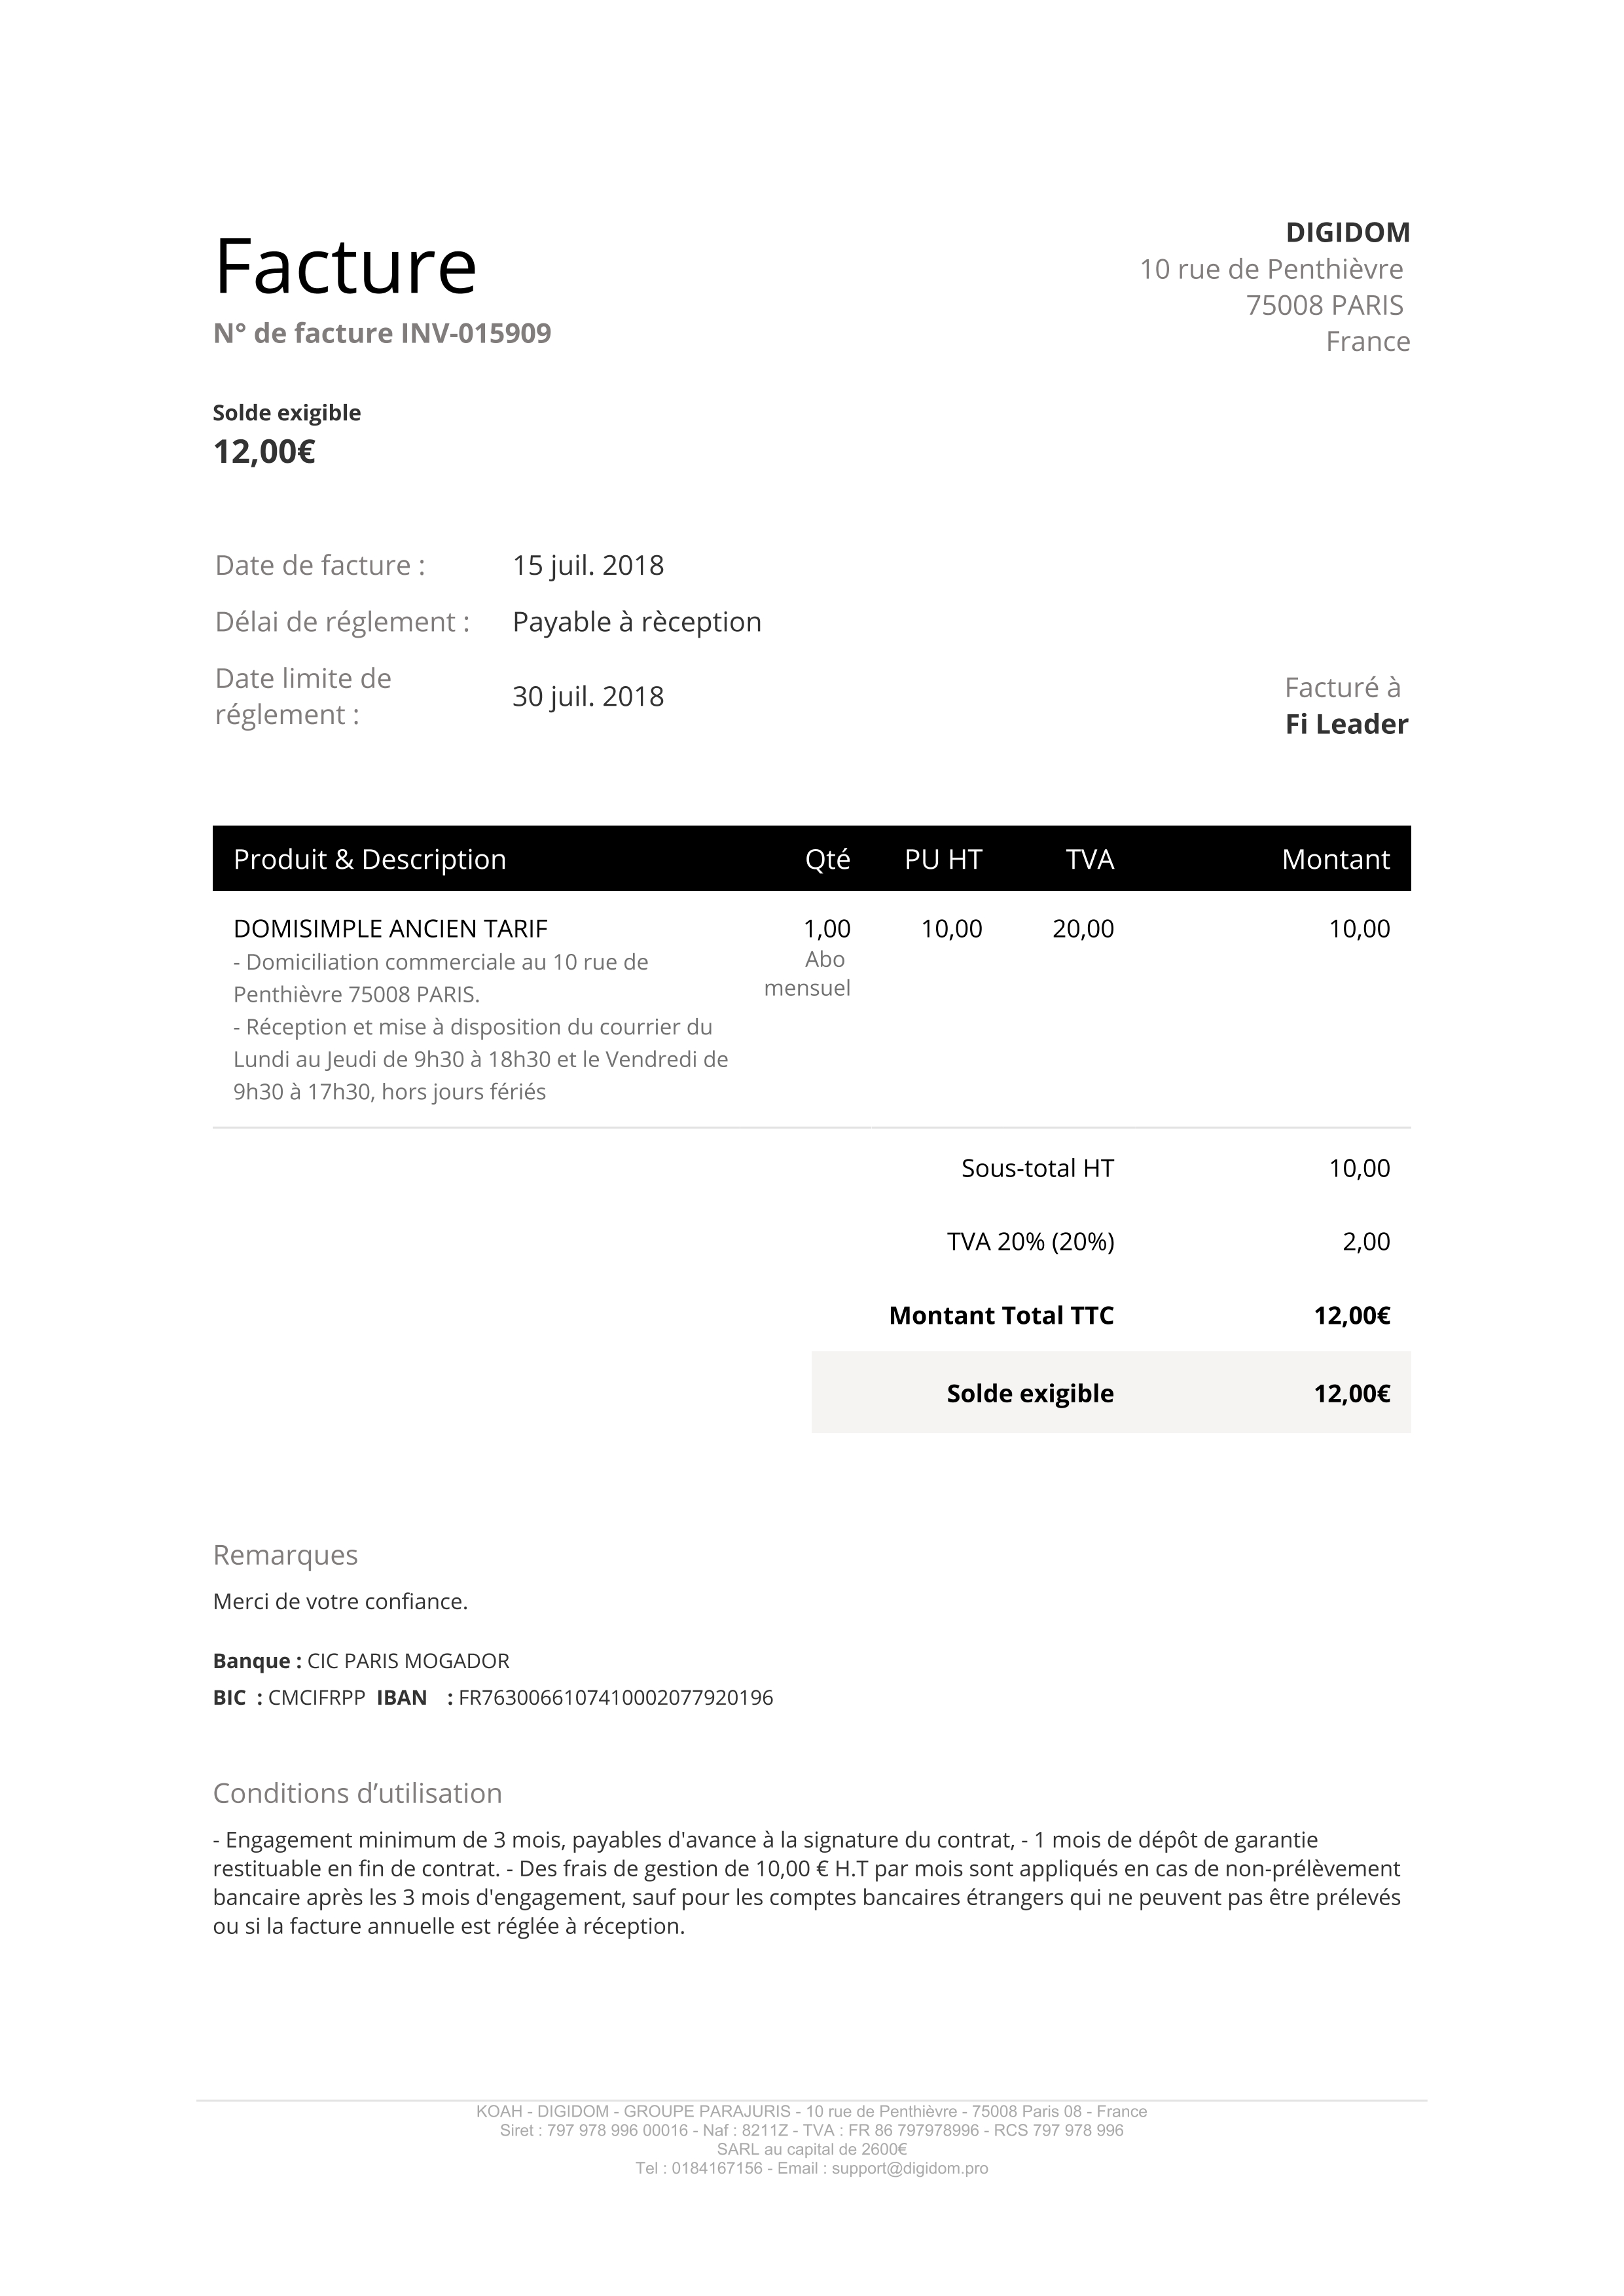 Facture
N° de facture INV-015909
DIGIDOM
10 rue de Penthièvre
75008 PARIS
France
Solde exigible
12,00€
Date de facture : 15 juil. 2018
Délai de réglement : Payable à rèception
Date limite de
réglement : 30 juil. 2018
Facturé à
Fi Leader
Produit & Description Qté PU HT TVA Montant
DOMISIMPLE ANCIEN TARIF 1,00 10,00 20,00 10,00
- Domiciliation commerciale au 10 rue de Abo
Penthièvre 75008 PARIS. mensuel
- Réception et mise à disposition du courrier du
Lundi au Jeudi de 9h30 à 18h30 et le Vendredi de
9h30 à 17h30, hors jours fériés
Sous-total HT 10,00
TVA 20% (20%) 2,00
Montant Total TTC 12,00€
Solde exigible 12,00€
Remarques
Merci de votre confiance.
Banque : CIC PARIS MOGADOR
BIC : CMCIFRPP IBAN : FR7630066107410002077920196
Conditions d’utilisation
- Engagement minimum de 3 mois, payables d'avance à la signature du contrat, - 1 mois de dépôt de garantie
restituable en fin de contrat. - Des frais de gestion de 10,00 € H.T par mois sont appliqués en cas de non-prélèvement
bancaire après les 3 mois d'engagement, sauf pour les comptes bancaires étrangers qui ne peuvent pas être prélevés
ou si la facture annuelle est réglée à réception.
KOAH - DIGIDOM - GROUPE PARAJURIS - 10 rue de Penthièvre - 75008 Paris 08 - France
Siret : 797 978 996 00016 - Naf : 8211Z - TVA : FR 86 797978996 - RCS 797 978 996
SARL au capital de 2600€
Tel : 0184167156 - Email : support@digidom.pro